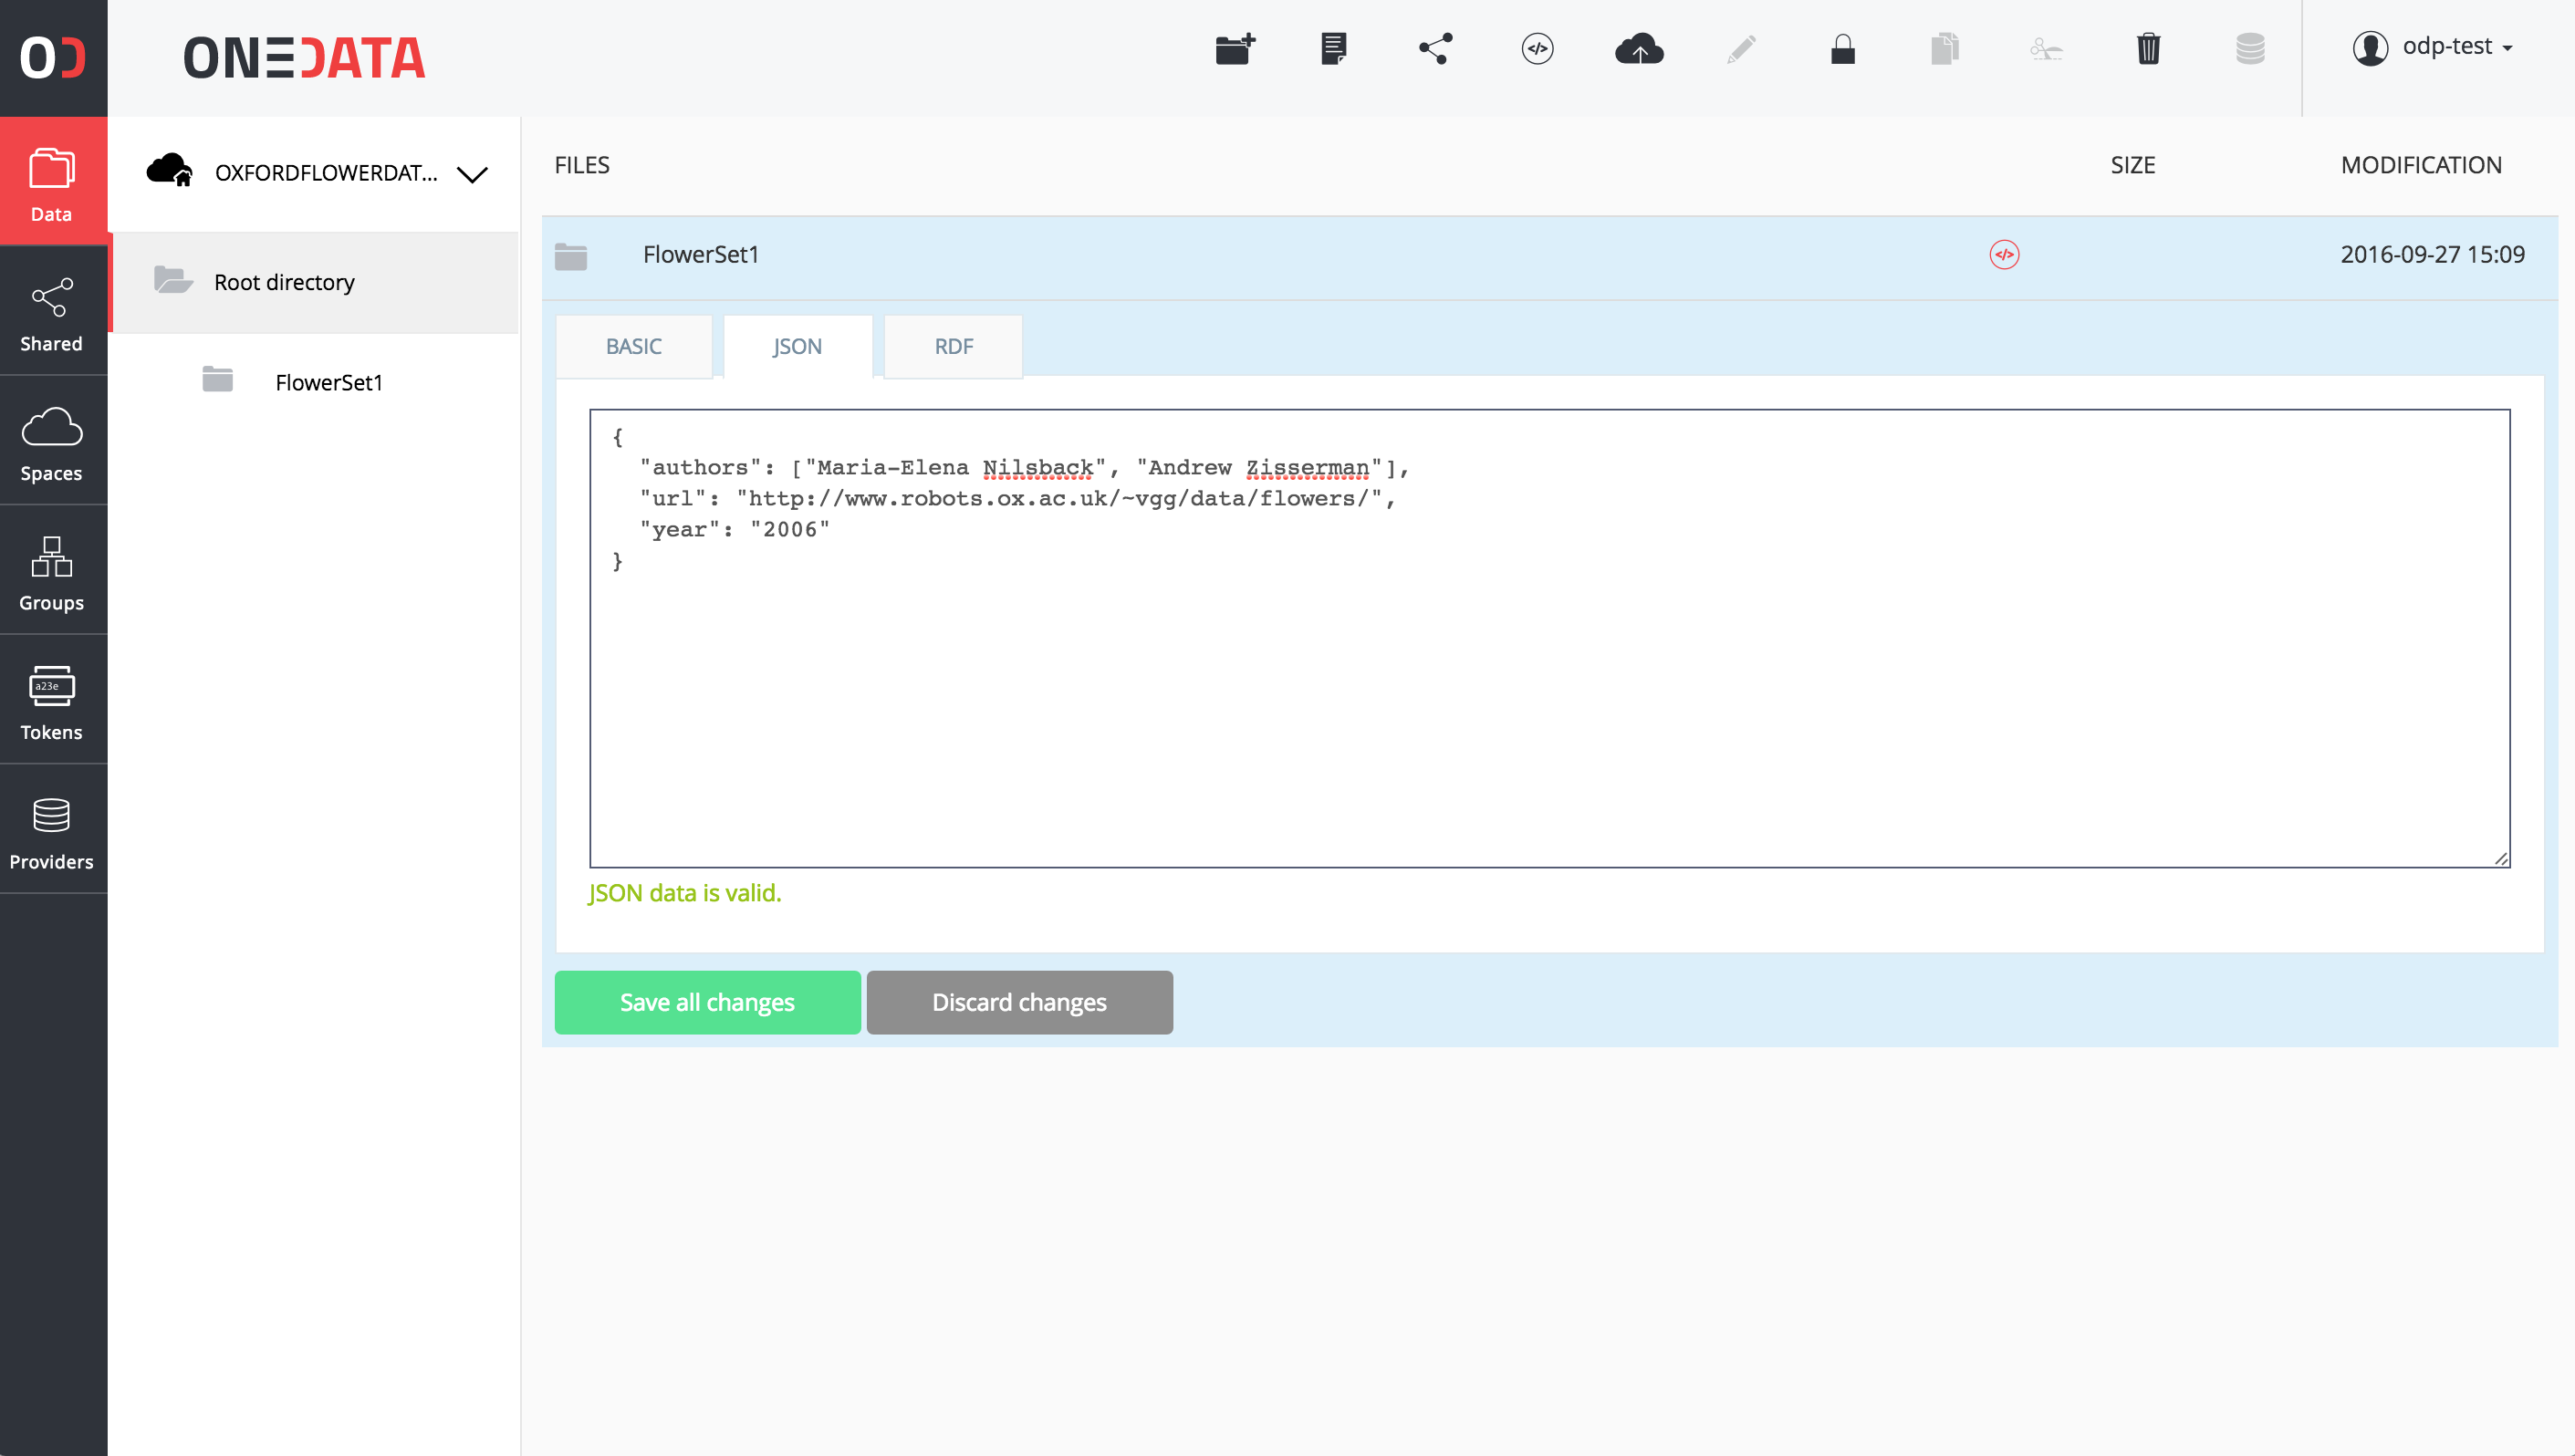 ONEDATA
odp-test
Data
Shared
Spaces
Groups
a23e
Tokens
Providers
OXFORDFLOWERDAT...
Root directory
FlowerSet1
FILES SIZE MODIFICATION
FlowerSet1 </> 2016-09-27 15:09
BASIC JSON RDF
{
"authors": ["Maria-Elena Nilsback", "Andrew Zisserman"],
"url": "http://www.robots.ox.ac.uk/~vgg/data/flowers/",
"year": "2006"
}
JSON data is valid.
Save all changes Discard changes